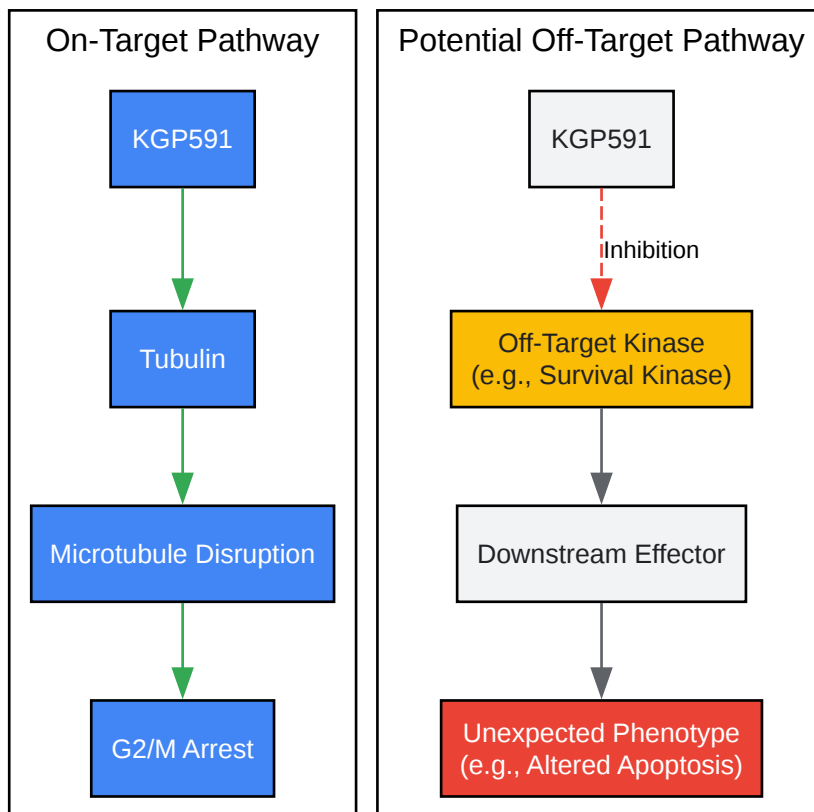 On-Target Pathway
KGP591
Tubulin
Microtubule Disruption
G2/M Arrest
Potential Off-Target Pathway
KGP591
Inhibition
Off-Target Kinase
(e.g., Survival Kinase)
Downstream Effector
Unexpected Phenotype
(e.g., Altered Apoptosis)